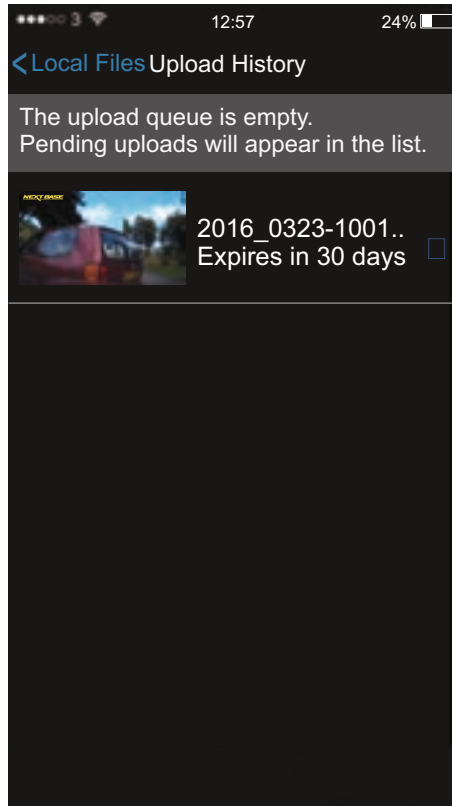 3 12:57 24%
< Local Files Upload History
The upload queue is empty.
Pending uploads will appear in the list.
NEXTBASE
2016_0323-1001..
Expires in 30 days